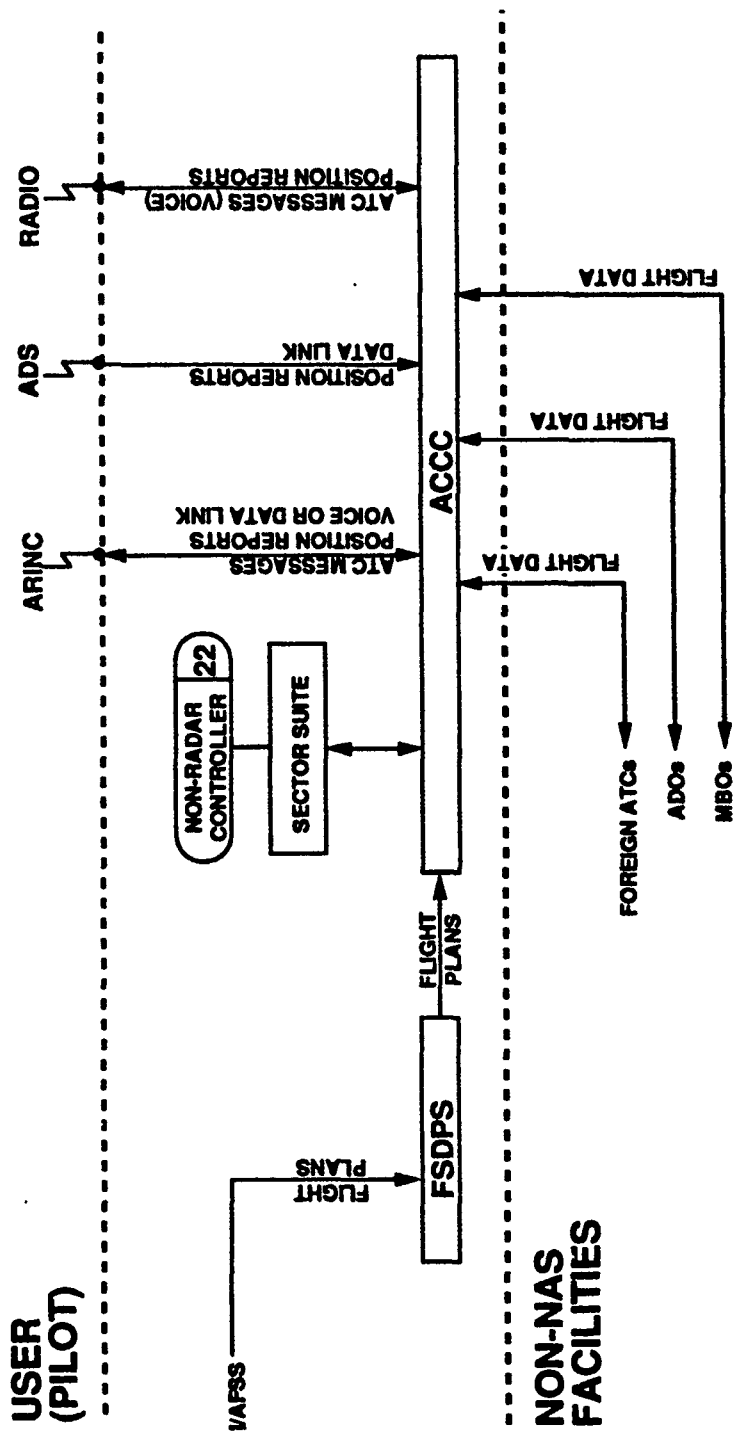 USER
(PILOT)
ARINC
ADS
RADIO
NON-RADAR
CONTROLLER
22
SECTOR SUITE
ATC MESSAGES
POSITION REPORTS
VOICE OR DATA LINK
POSITION REPORTS
DATA LINK
ATC MESSAGES (VOICE)
POSITION REPORTS
I/AFSS
FLIGHT
PLANS
FSDPS
FLIGHT
PLANS
ACCC
NON-NAS
FACILITIES
FLIGHT DATA
FLIGHT DATA
FLIGHT DATA
FOREIGN ATCs
ADOs
MBOs